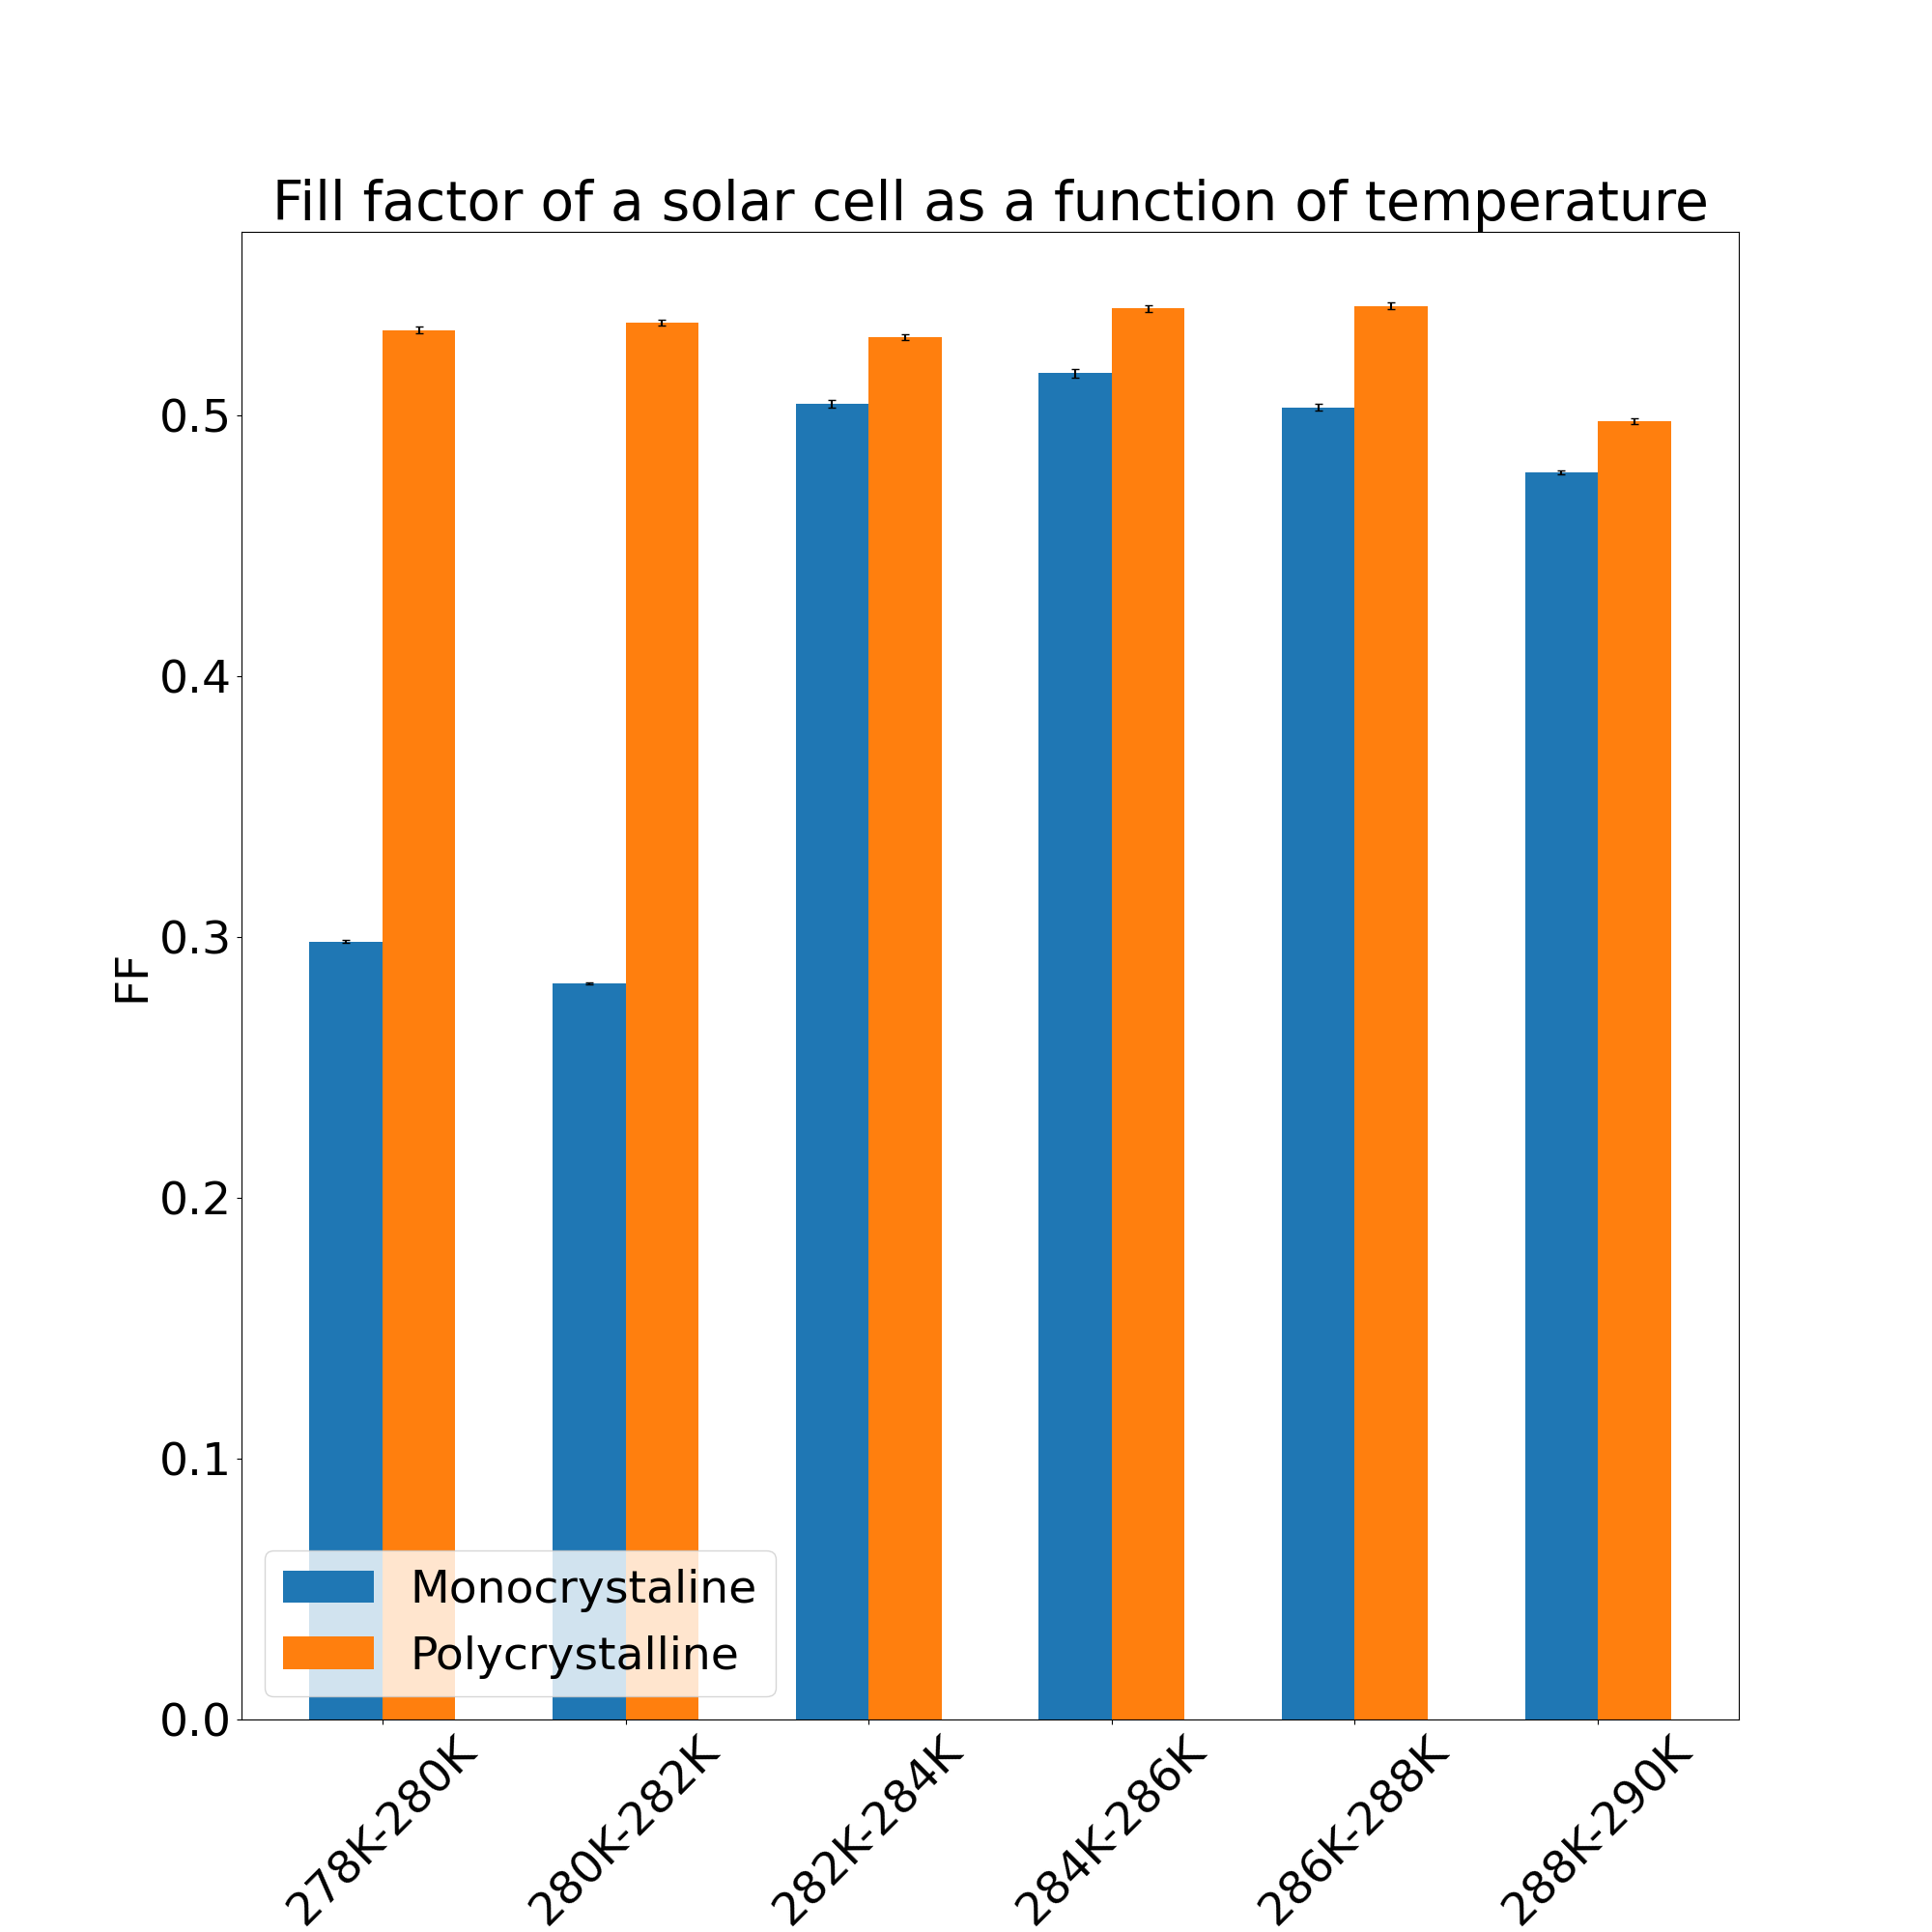 Fill factor of a solar cell as a function of temperature
FF
0.5
0.4
0.3
0.2
0.1
0.0
Monocrystaline
Polycrystalline
278K-280K
280K-282K
282K-284K
284K-286K
286K-288K
288K-290K